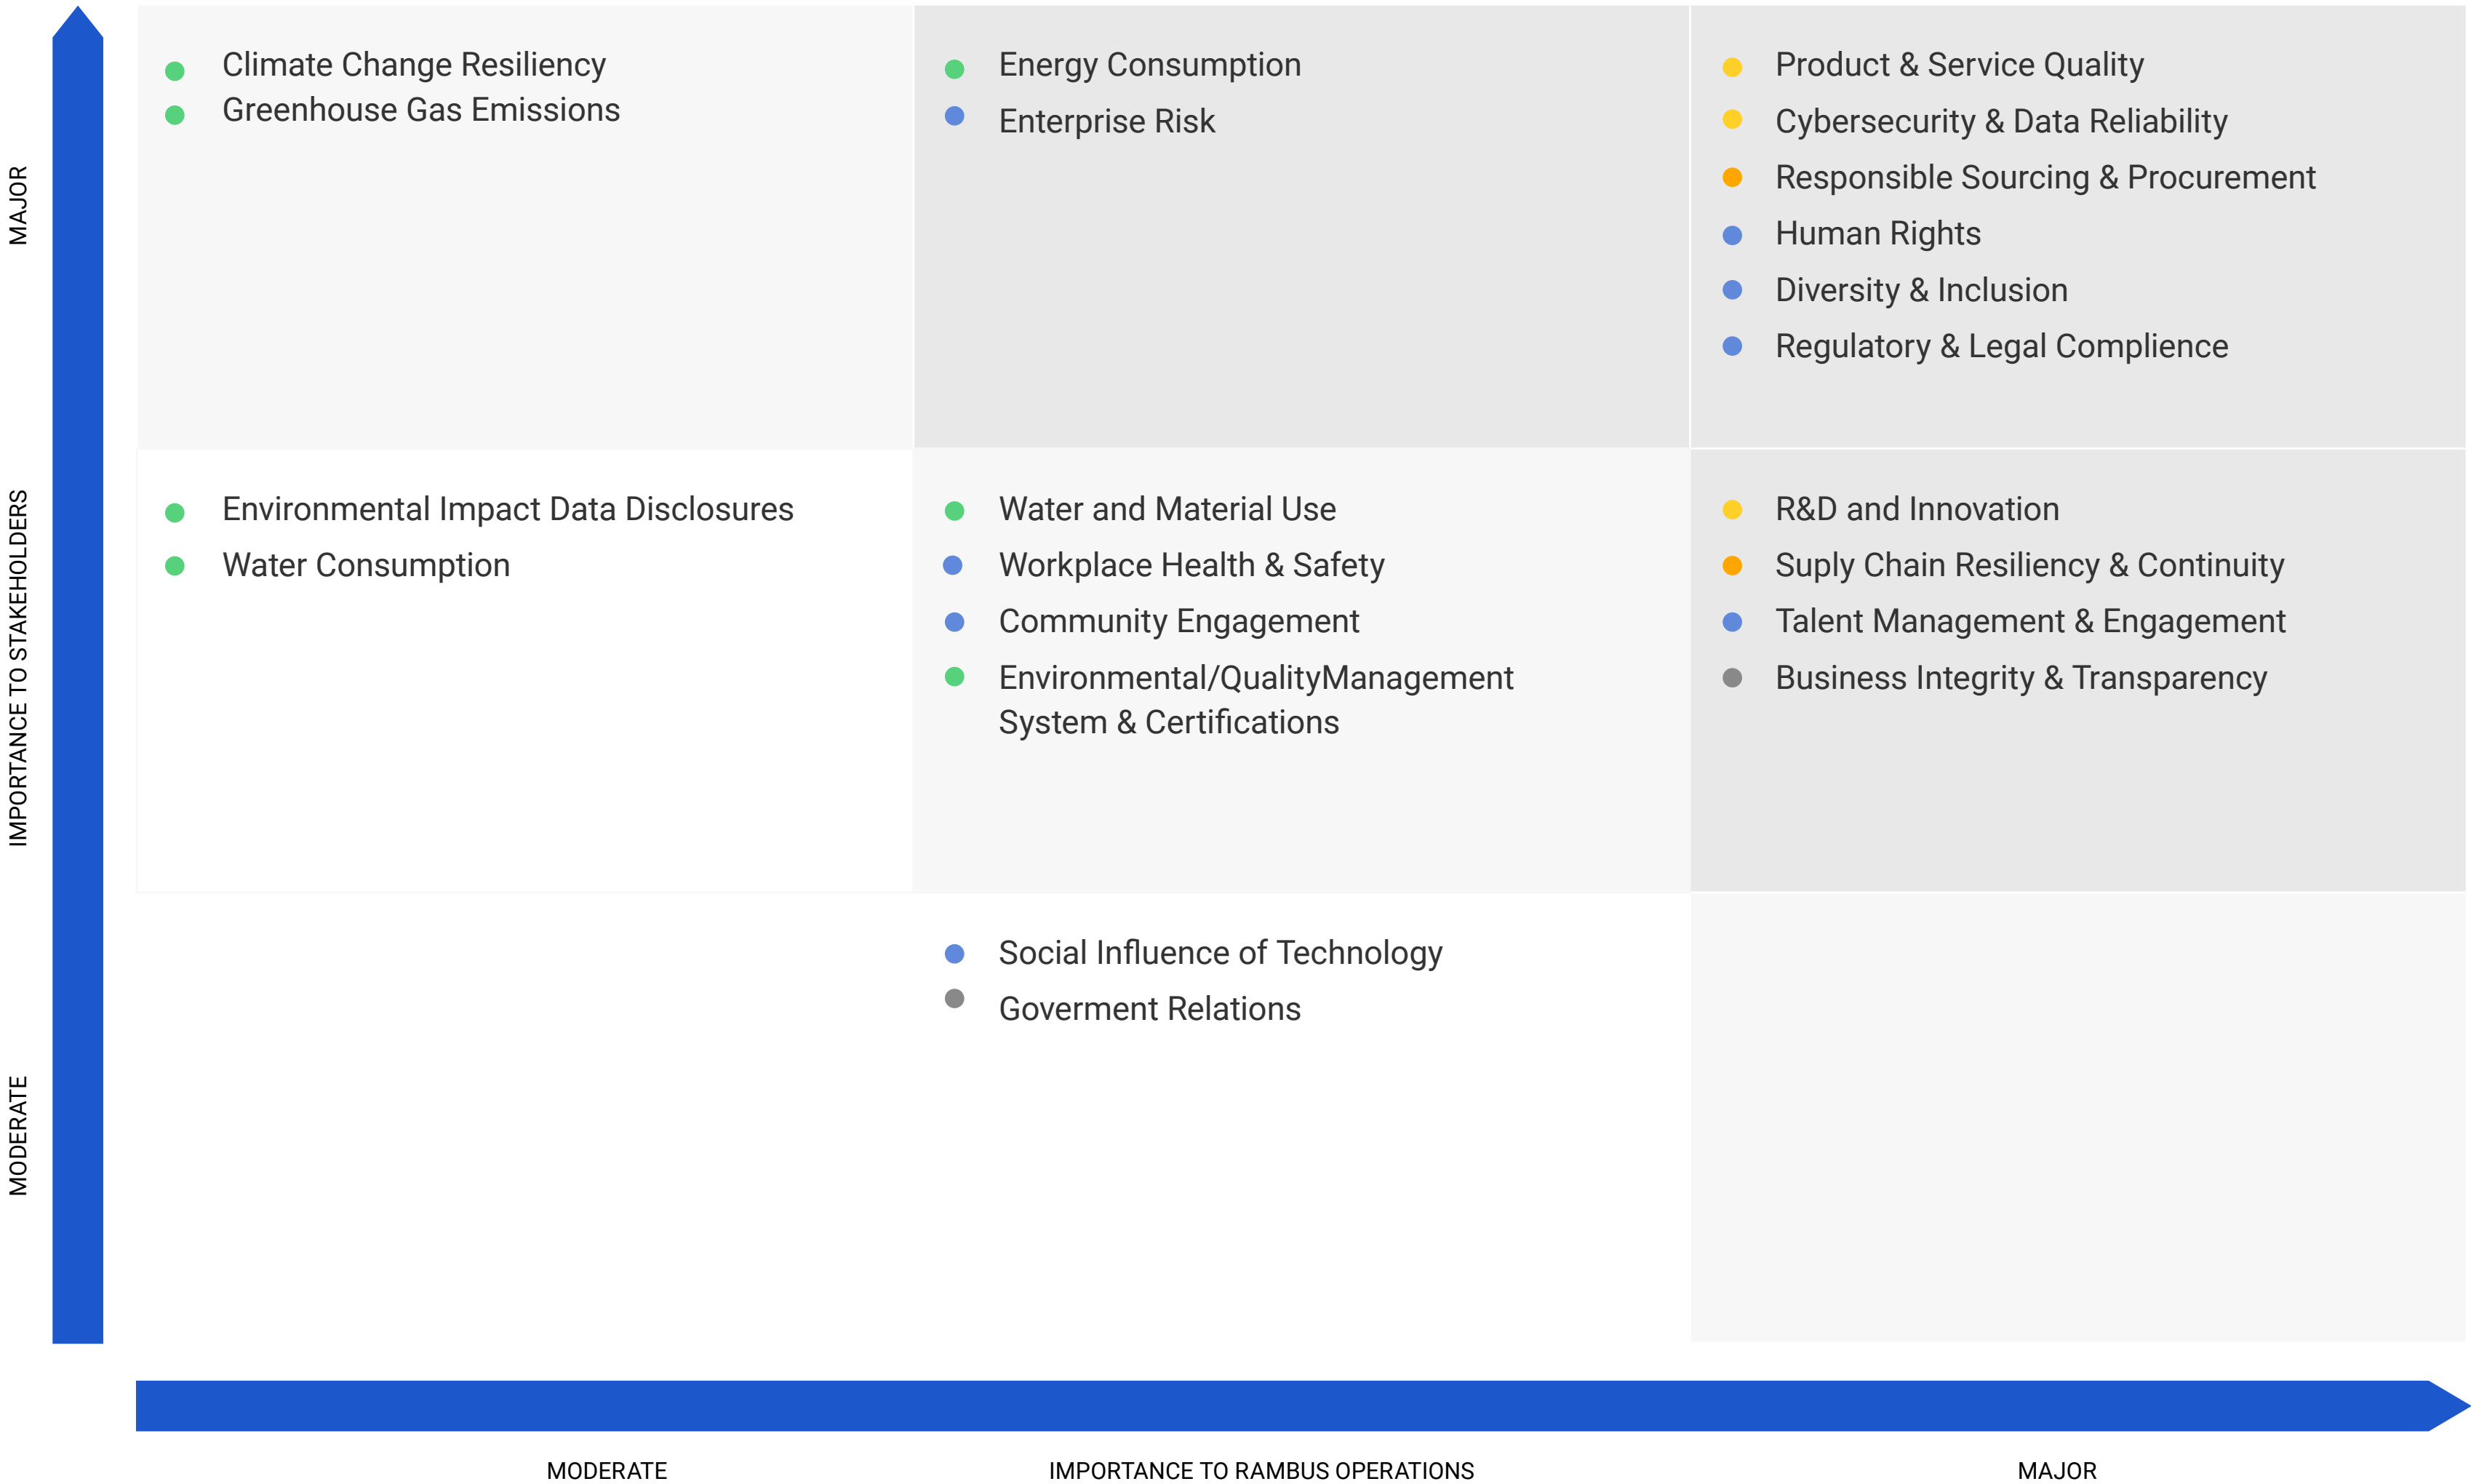 MAJOR
IMPORTANCE TO STAKEHOLDERS
MODERATE
Climate Change Resiliency
Greenhouse Gas Emissions
Energy Consumption
Enterprise Risk
Product & Service Quality
Cybersecurity & Data Reliability
Responsible Sourcing & Procurement
Human Rights
Diversity & Inclusion
Regulatory & Legal Complience
Environmental Impact Data Disclosures
Water Consumption
Water and Material Use
Workplace Health & Safety
Community Engagement
Environmental/QualityManagement
System & Certifications
R&D and Innovation
Suply Chain Resiliency & Continuity
Talent Management & Engagement
Business Integrity & Transparency
Social Influence of Technology
Goverment Relations
MODERATE
IMPORTANCE TO RAMBUS OPERATIONS
MAJOR